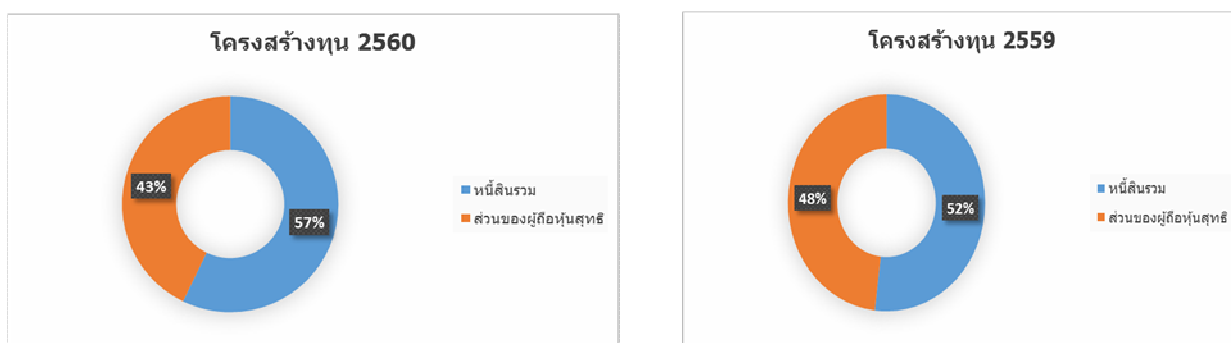 โครงสร้างทุน 2560
43%
57%
หนี้สินรวม
ส่วนของผู้ถือหุ้นสุทธิ
โครงสร้างทุน 2559
48%
52%
หนี้สินรวม
ส่วนของผู้ถือหุ้นสุทธิ